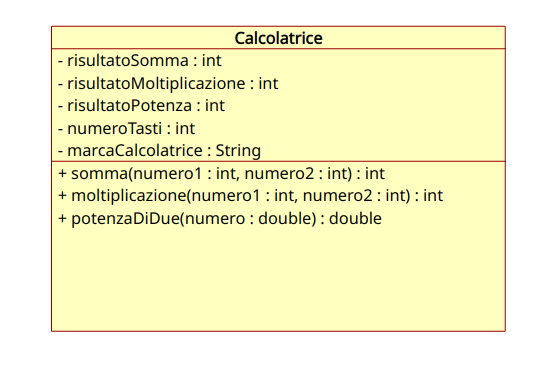 Calcolatrice
- risultatoSomma : int
- risultatoMoltiplicazione : int
- risultatoPotenza : int
- numeroTasti : int
- marcaCalcolatrice : String
+ somma(numero1 : int, numero2 : int) : int
+ moltiplicazione(numero1 : int, numero2 : int) : int
+ potenzaDiDue(numero : double) : double